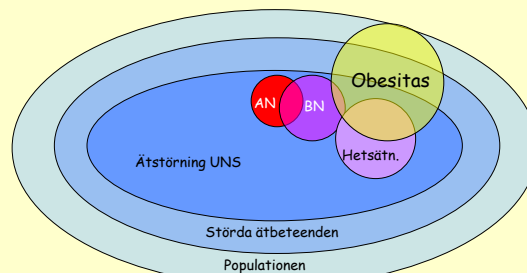 Obesitas
AN
BN
Hetsätn.
Ätstörning UNS
Störda ätbeteenden
Populationen